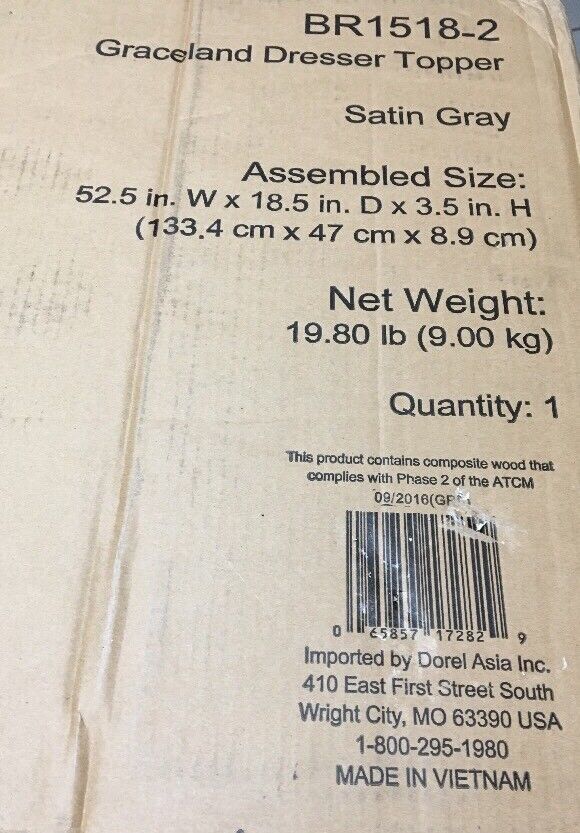 BR1518-2
Graceland Dresser Topper
Satin Gray
Assembled Size:
52.5 in. W x 18.5 in. D x 3.5 in. H
(133.4 cm x 47 cm x 8.9 cm)
Net Weight:
19.80 lb (9.00 kg)
Quantity: 1
This product contains composite wood that
complies with Phase 2 of the ATCM
09/2016
0 65857 17282 9
Imported by Dorel Asia Inc.
410 East First Street South
Wright City, MO 63390 USA
1-800-295-1980
MADE IN VIETNAM